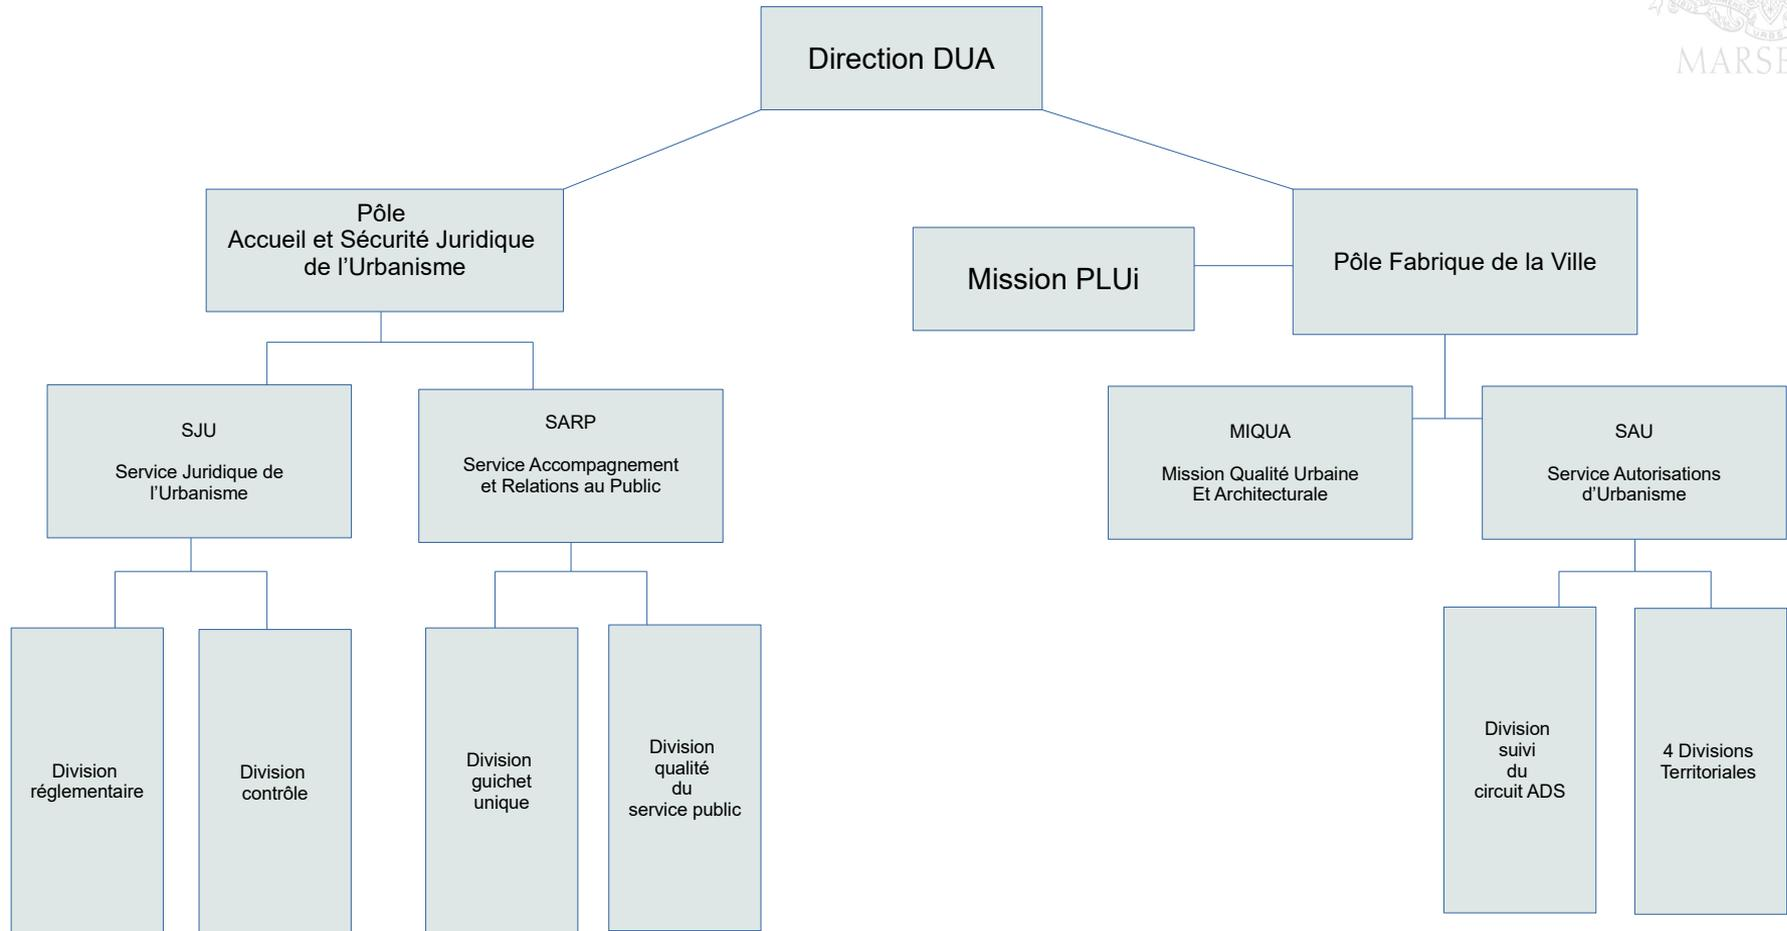 Direction DUA
MARSE
Pôle
Accueil et Sécurité Juridique
de l’Urbanisme
Mission PLUi
Pôle Fabrique de la Ville
SJU
Service Juridique de
l’Urbanisme
SARP
Service Accompagnement
et Relations au Public
MIQUA
Mission Qualité Urbaine
Et Architecturale
SAU
Service Autorisations
d’Urbanisme
Division
réglementaire
Division
contrôle
Division
guichet
unique
Division
qualité
du
service public
Division
suivi
du
circuit ADS
4 Divisions
Territoriales